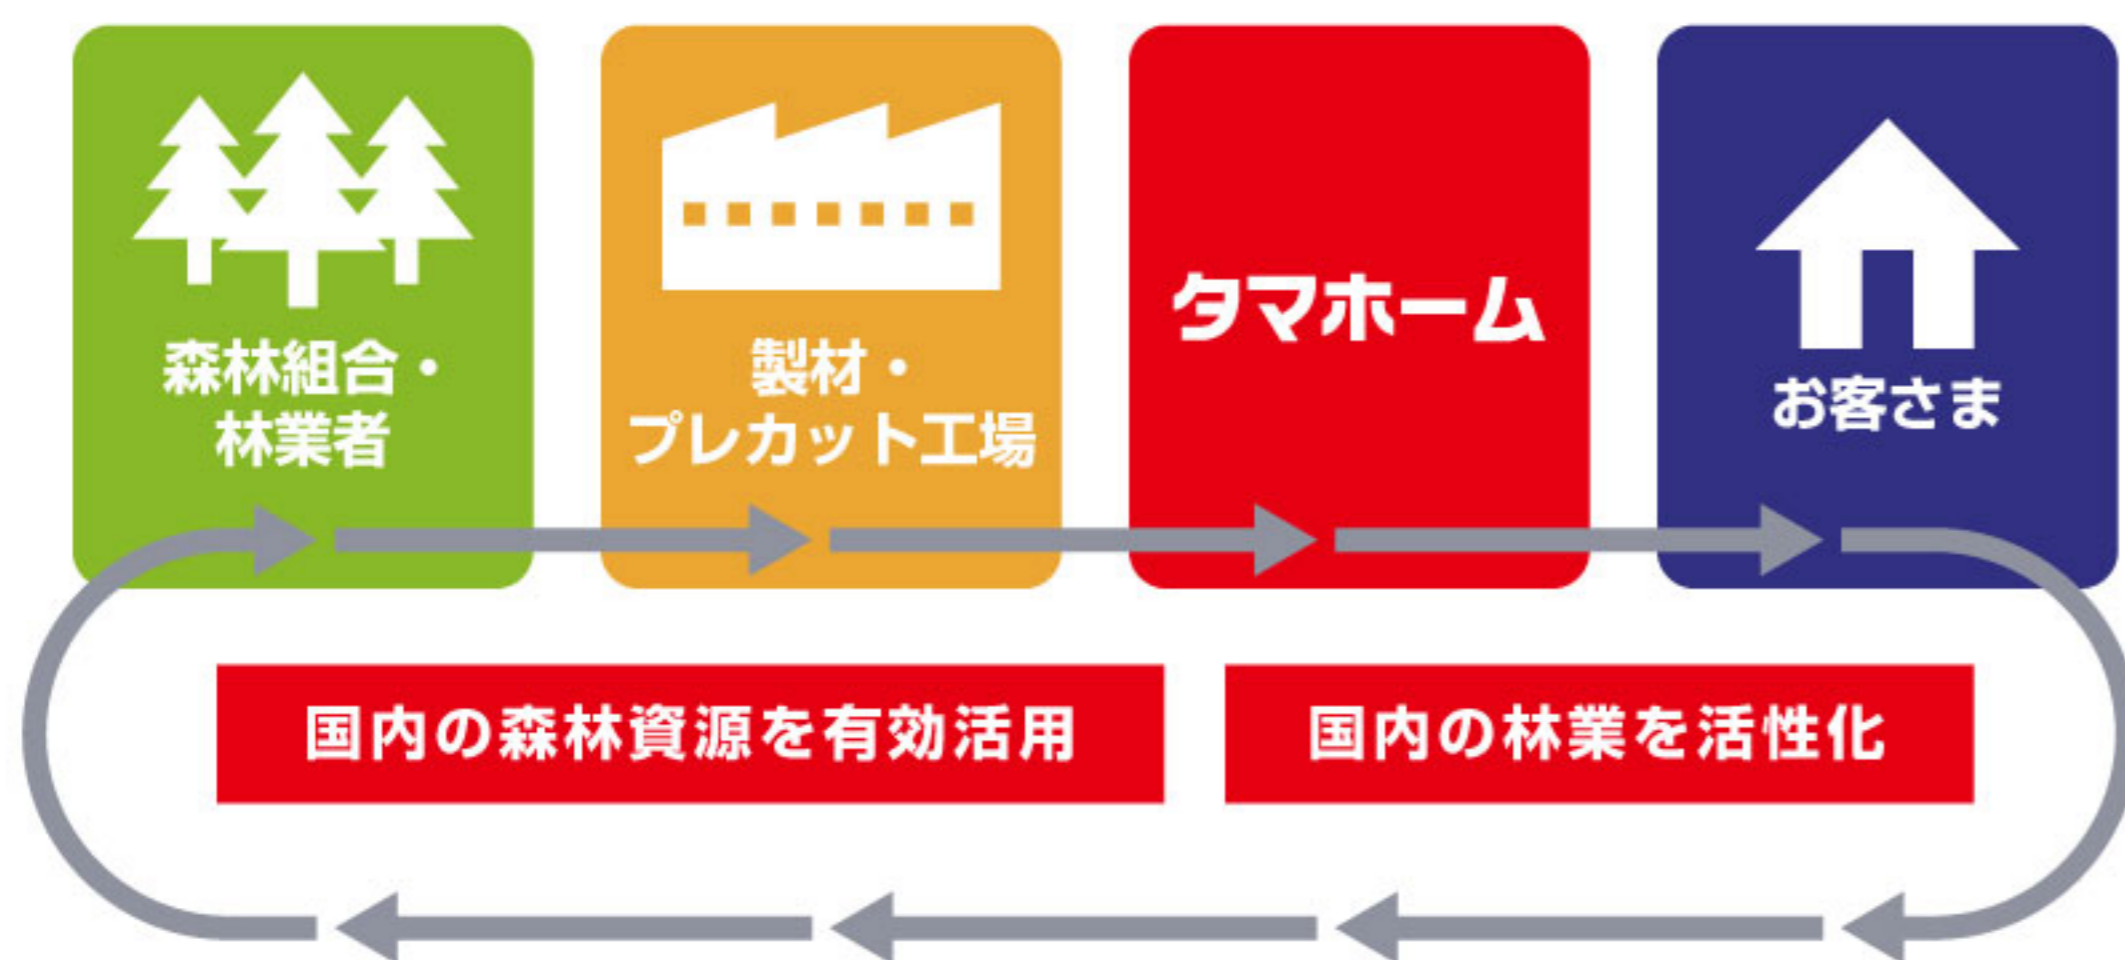 森林組合・
林業者
製材・
プレカット工場
タマホーム
お客さま
国内の森林資源を有効活用
国内の林業を活性化